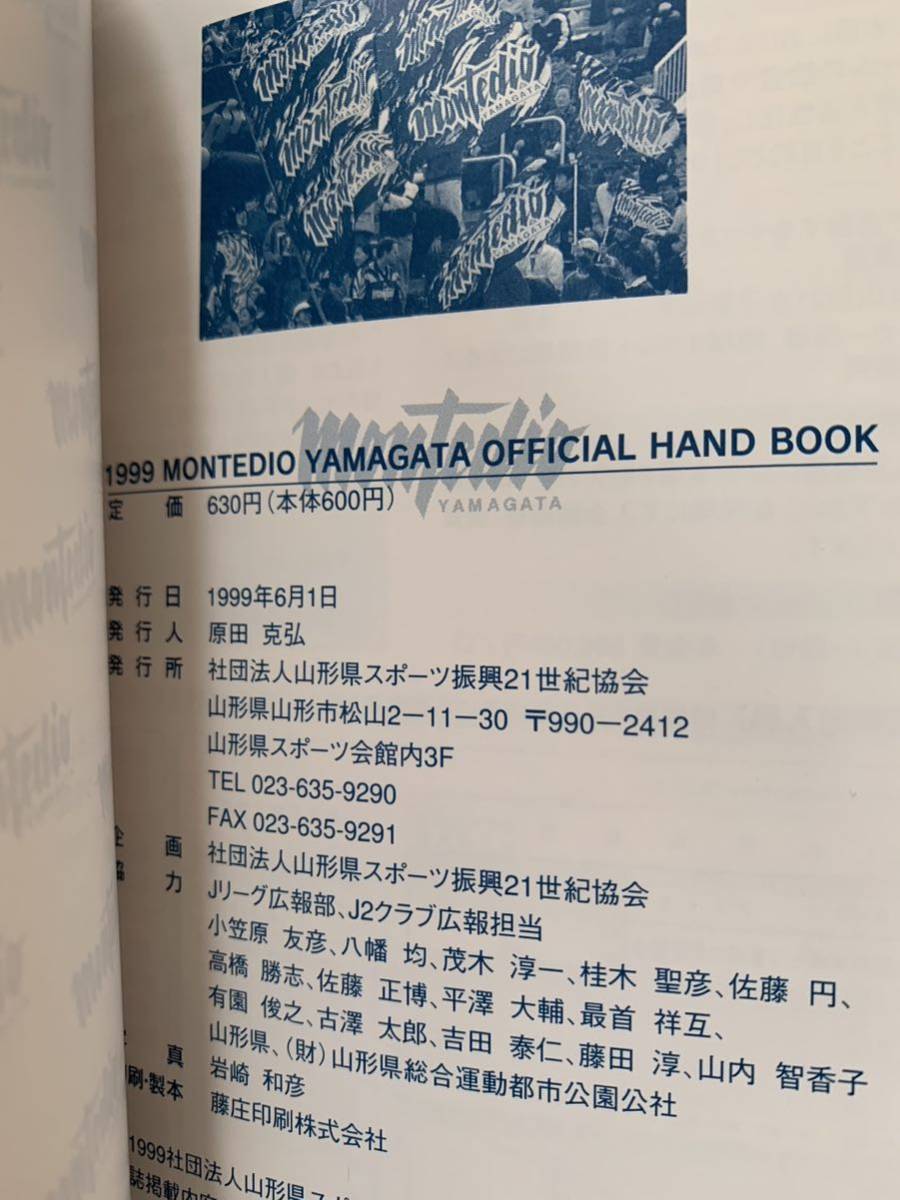 montedio
YAMAGATA
montedio
YAMAGATA
montedio
YAMAGATA
1999 MONTEDIO YAMAGATA OFFICIAL HAND BOOK
定 価 630円(本体600円)
発行日 1999年6月1日
発行人 原田 克弘
発行所 社団法人山形県スポーツ振興21世紀協会
山形県山形市松山2-11-30 〒990-2412
山形県スポーツ会館内3F
TEL 023-635-9290
FAX 023-635-9291
企 画 社団法人山形県スポーツ振興21世紀協会
協 力 Jリーグ広報部、J2クラブ広報担当
小笠原 友彦、八幡 均、茂木 淳一、桂木 聖彦、佐藤 円、
高橋 勝志、佐藤 正博、平澤 大輔、最首 祥互、
有園 俊之、古澤 太郎、吉田 泰仁、藤田 淳、山内 智香子
山形県、(財)山形県総合運動都市公園公社
真 岩崎 和彦
刷・製本 藤庄印刷株式会社
1999社団法人山形県スポ
誌掲載内容